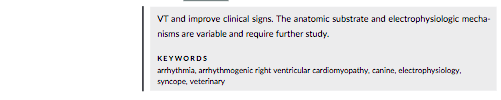 VT and improve clinical signs. The anatomic substrate and electrophysiologic mecha-
nisms are variable and require further study.
KEYWORDS
arrhythmia, arrhythmogenic right ventricular cardiomyopathy, canine, electrophysiology,
syncope, veterinary